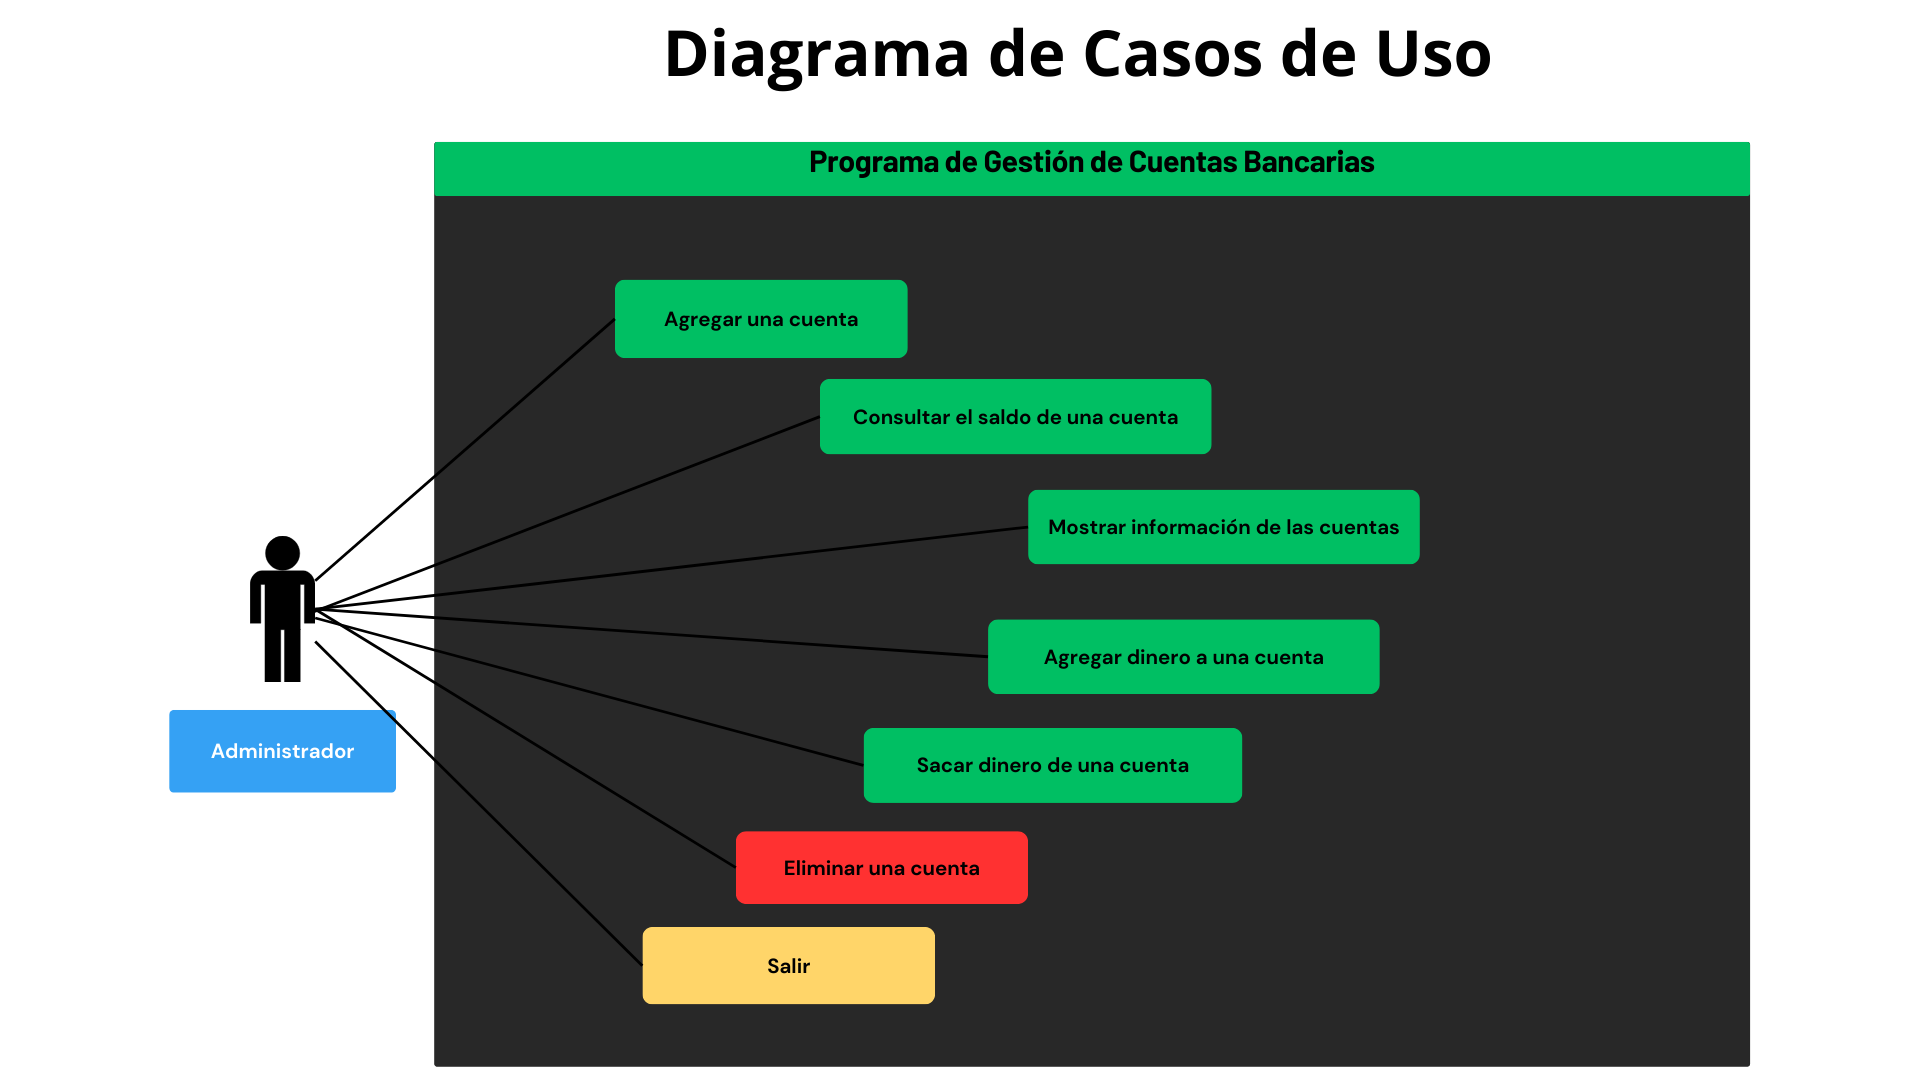 Diagrama de Casos de Uso
Programa de Gestión de Cuentas Bancarias
Agregar una cuenta
Consultar el saldo de una cuenta
Mostrar información de las cuentas
Agregar dinero a una cuenta
Administrador
Sacar dinero de una cuenta
Eliminar una cuenta
Salir